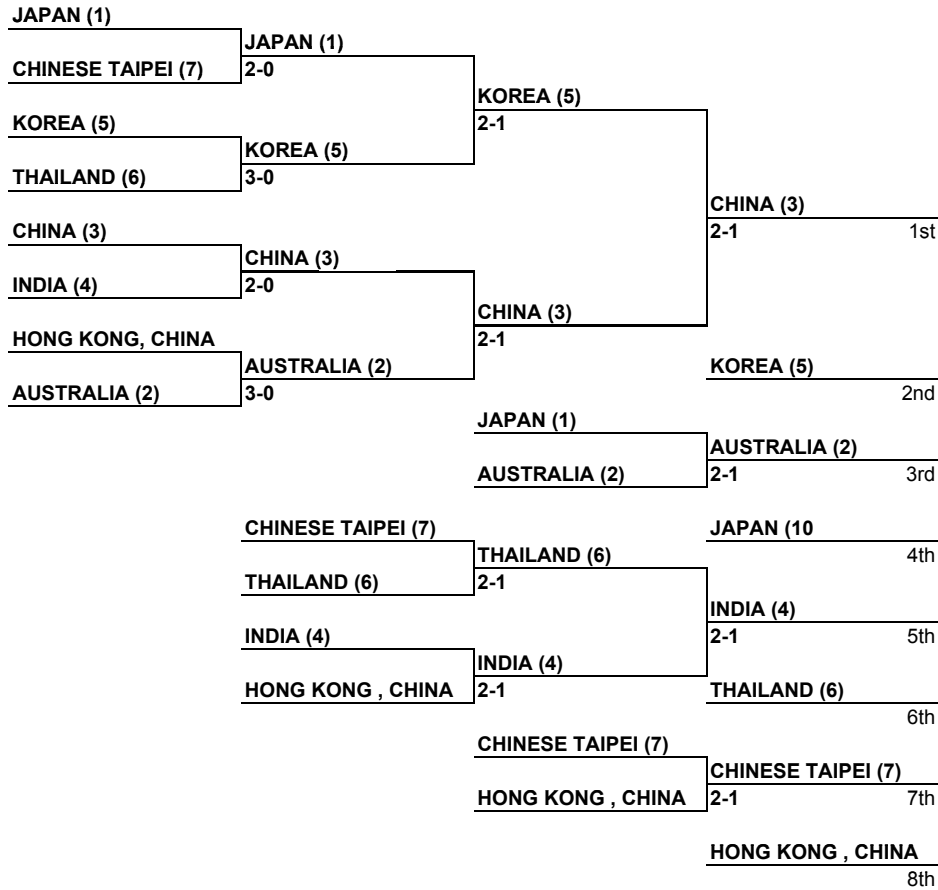 JAPAN (1)
JAPAN (1)
CHINESE TAIPEI (7)
2-0
KOREA (5)
KOREA (5)
2-1
KOREA (5)
THAILAND (6)
3-0
CHINA (3)
CHINA (3)
2-1 1st
CHINA (3)
INDIA (4)
2-0
CHINA (3)
HONG KONG, CHINA
2-1
AUSTRALIA (2)
KOREA (5)
AUSTRALIA (2)
3-0
2nd
JAPAN (1)
AUSTRALIA (2)
AUSTRALIA (2)
2-1 3rd
CHINESE TAIPEI (7)
JAPAN (10
THAILAND (6)
4th
THAILAND (6)
2-1
INDIA (4)
INDIA (4)
2-1 5th
INDIA (4)
HONG KONG , CHINA
2-1
THAILAND (6)
6th
CHINESE TAIPEI (7)
CHINESE TAIPEI (7)
HONG KONG , CHINA
2-1 7th
HONG KONG , CHINA
8th